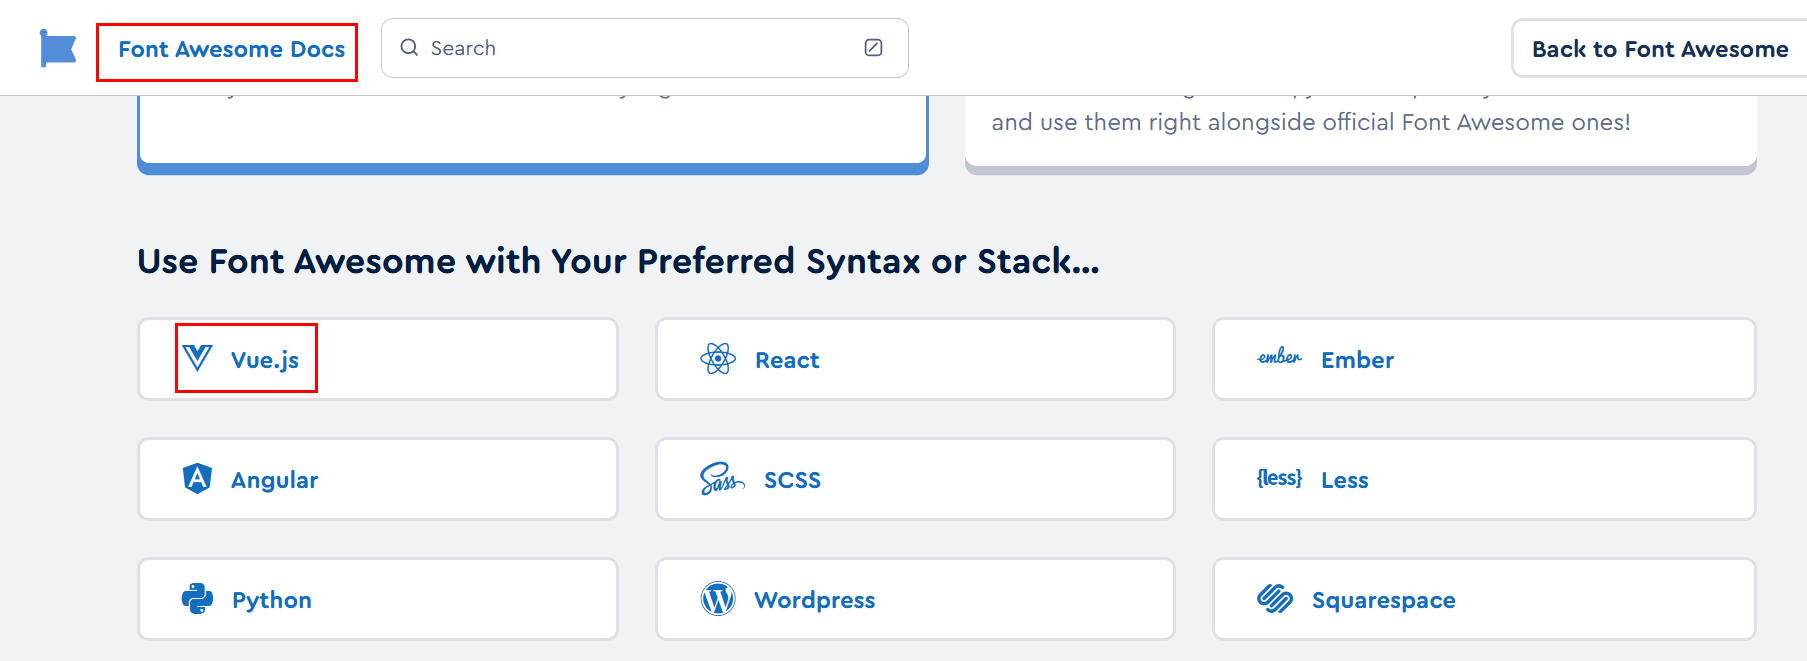 Font Awesome Docs
Search
Back to Font Awesome
and use them right alongside official Font Awesome ones!
Use Font Awesome with Your Preferred Syntax or Stack...
Vue.js
React
ember Ember
Angular
Sass SCSS
{less} Less
Python
Wordpress
Squarespace